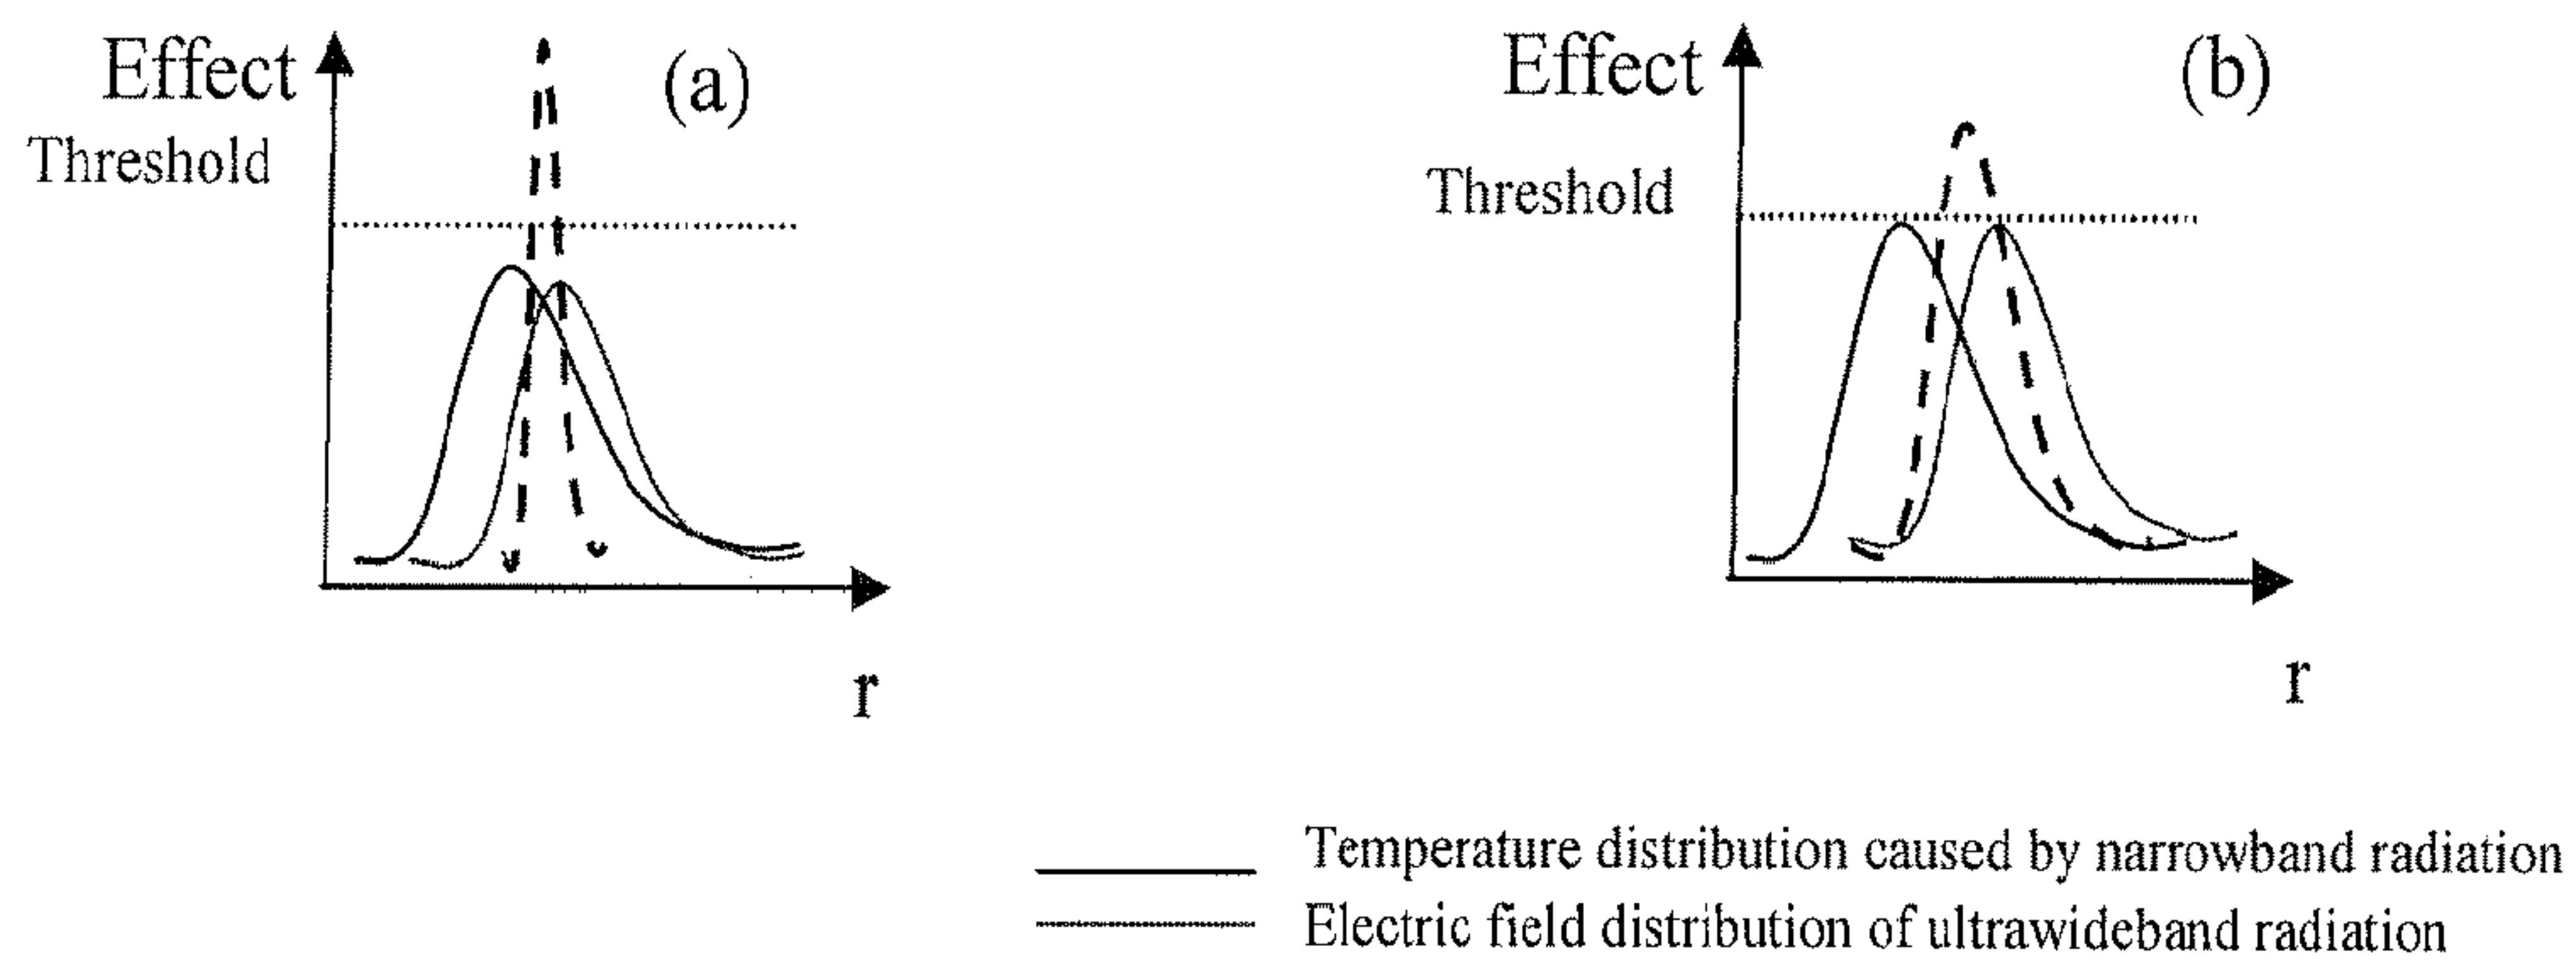 Effect
(a)
Threshold
r
Effect
(b)
Threshold
r
Temperature distribution caused by narrowband radiation
Electric field distribution of ultrawideband radiation